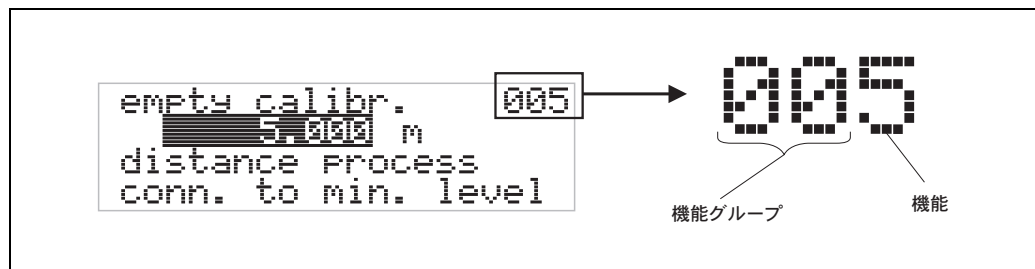 empty calibr. 005
5.000 m
distance process
conn. to min. level
005
機能グループ
機能